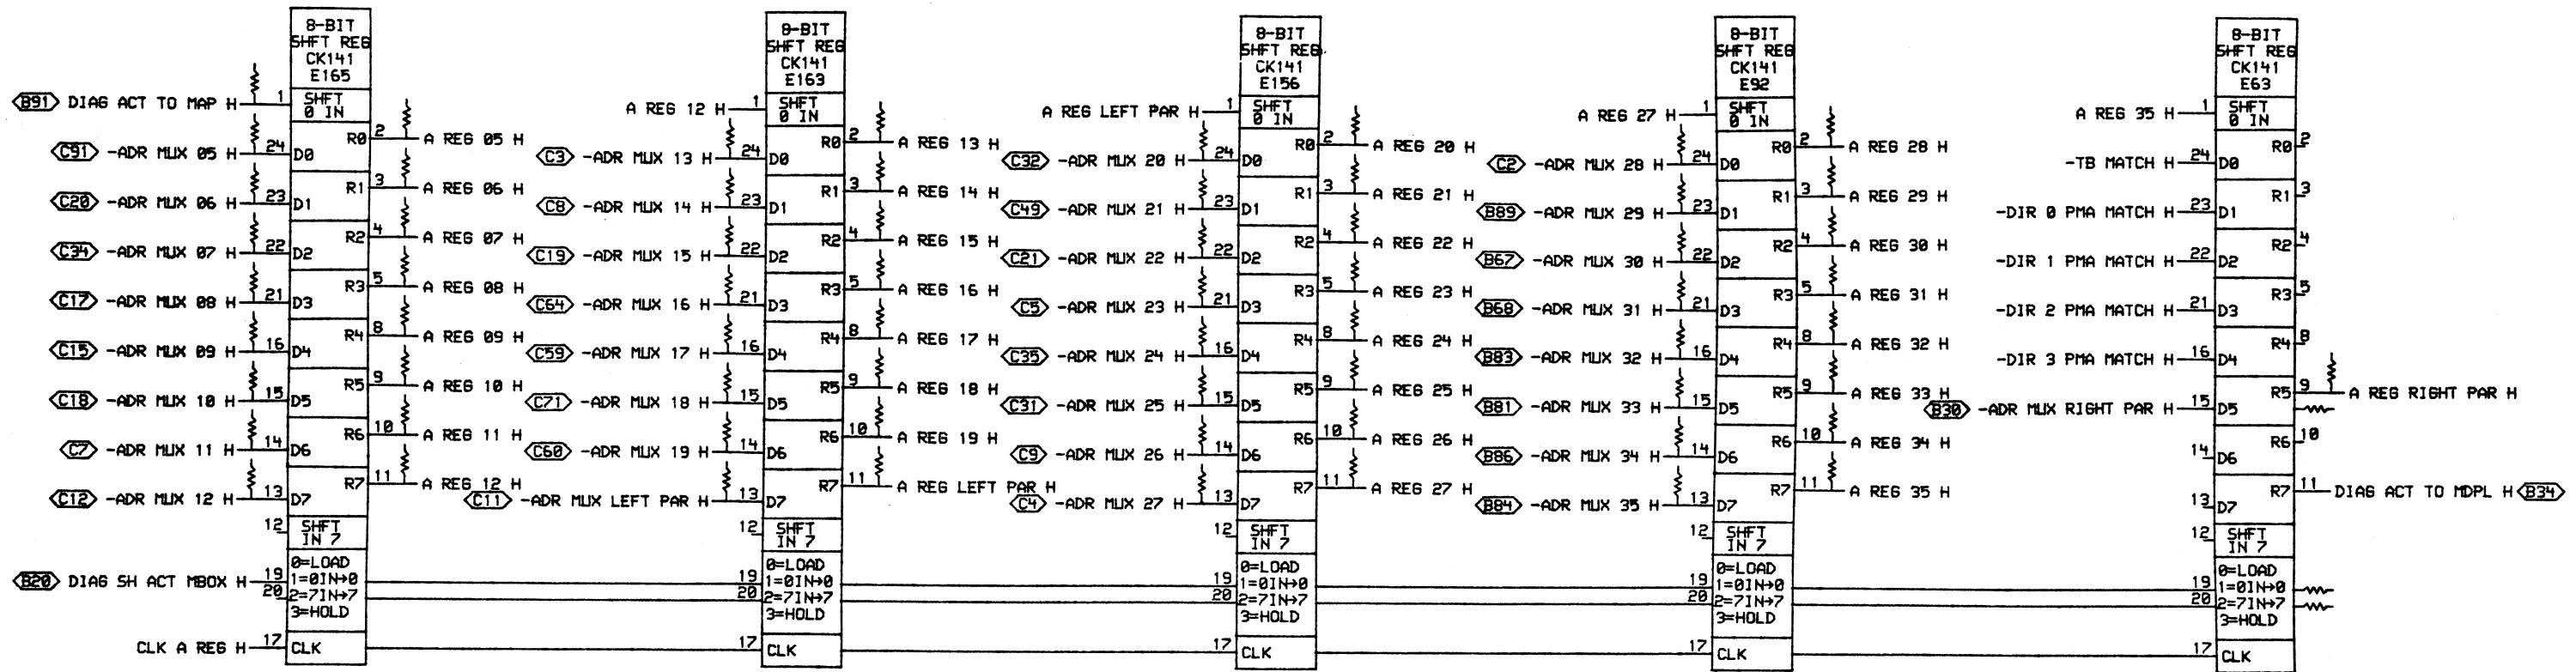 8-BIT
SHFT REG
CK141
E165
B91 DIAG ACT TO MAP H 1 SHFT
0 IN
R0 2 A REG 05 H
C91 -ADR MUX 05 H 24 D0
R1 3 A REG 06 H
C20 -ADR MUX 06 H 23 D1
R2 4 A REG 07 H
C34 -ADR MUX 07 H 22 D2
R3 5 A REG 08 H
C17 -ADR MUX 08 H 21 D3
R4 8 A REG 09 H
C15 -ADR MUX 09 H 16 D4
R5 9 A REG 10 H
C18 -ADR MUX 10 H 15 D5
R6 10 A REG 11 H
C7 -ADR MUX 11 H 14 D6
R7 11 A REG 12 H
C12 -ADR MUX 12 H 13 D7
12 SHFT
IN 7
0=LOAD
B20 DIAG SH ACT MBOX H 19 1=0IN→0
20 2=7IN→7
3=HOLD
CLK A REG H 17 CLK
8-BIT
SHFT REG
CK141
E163
A REG 12 H 1 SHFT
0 IN
R0 2 A REG 13 H
C3 -ADR MUX 13 H 24 D0
R1 3 A REG 14 H
C8 -ADR MUX 14 H 23 D1
R2 4 A REG 15 H
C19 -ADR MUX 15 H 22 D2
R3 5 A REG 16 H
C64 -ADR MUX 16 H 21 D3
R4 8 A REG 17 H
C59 -ADR MUX 17 H 16 D4
R5 9 A REG 18 H
C71 -ADR MUX 18 H 15 D5
R6 10 A REG 19 H
C60 -ADR MUX 19 H 14 D6
R7 11 A REG LEFT PAR H
C11 -ADR MUX LEFT PAR H 13 D7
12 SHFT
IN 7
0=LOAD
19 1=0IN→0
20 2=7IN→7
3=HOLD
17 CLK
8-BIT
SHFT REG
CK141
E156
A REG LEFT PAR H 1 SHFT
0 IN
R0 2 A REG 20 H
C32 -ADR MUX 20 H 24 D0
R1 3 A REG 21 H
C49 -ADR MUX 21 H 23 D1
R2 4 A REG 22 H
C21 -ADR MUX 22 H 22 D2
R3 5 A REG 23 H
C5 -ADR MUX 23 H 21 D3
R4 8 A REG 24 H
C35 -ADR MUX 24 H 16 D4
R5 9 A REG 25 H
C31 -ADR MUX 25 H 15 D5
R6 10 A REG 26 H
C9 -ADR MUX 26 H 14 D6
R7 11 A REG 27 H
C4 -ADR MUX 27 H 13 D7
12 SHFT
IN 7
0=LOAD
19 1=0IN→0
20 2=7IN→7
3=HOLD
17 CLK
8-BIT
SHFT REG
CK141
E92
A REG 27 H 1 SHFT
0 IN
R0 2 A REG 28 H
C2 -ADR MUX 28 H 24 D0
R1 3 A REG 29 H
B89 -ADR MUX 29 H 23 D1
R2 4 A REG 30 H
B67 -ADR MUX 30 H 22 D2
R3 5 A REG 31 H
B68 -ADR MUX 31 H 21 D3
R4 8 A REG 32 H
B83 -ADR MUX 32 H 16 D4
R5 9 A REG 33 H
B81 -ADR MUX 33 H 15 D5
R6 10 A REG 34 H
B86 -ADR MUX 34 H 14 D6
R7 11 A REG 35 H
B84 -ADR MUX 35 H 13 D7
12 SHFT
IN 7
0=LOAD
19 1=0IN→0
20 2=7IN→7
3=HOLD
17 CLK
8-BIT
SHFT REG
CK141
E63
A REG 35 H 1 SHFT
0 IN
R0 2
-TB MATCH H 24 D0
R1 3
-DIR 0 PMA MATCH H 23 D1
R2 4
-DIR 1 PMA MATCH H 22 D2
R3 5
-DIR 2 PMA MATCH H 21 D3
R4 8
-DIR 3 PMA MATCH H 16 D4
R5 9 A REG RIGHT PAR H
B30 -ADR MUX RIGHT PAR H 15 D5
R6 10
14 D6
R7 11 DIAG ACT TO MDPL H B34
13 D7
12 SHFT
IN 7
0=LOAD
19 1=0IN→0
20 2=7IN→7
3=HOLD
17 CLK